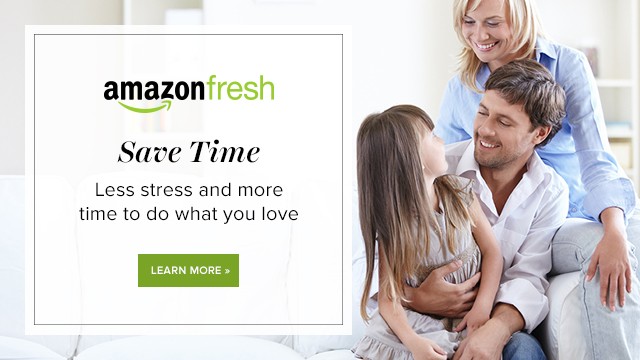 amazonfresh
Save Time
Less stress and more
time to do what you love
LEARN MORE »